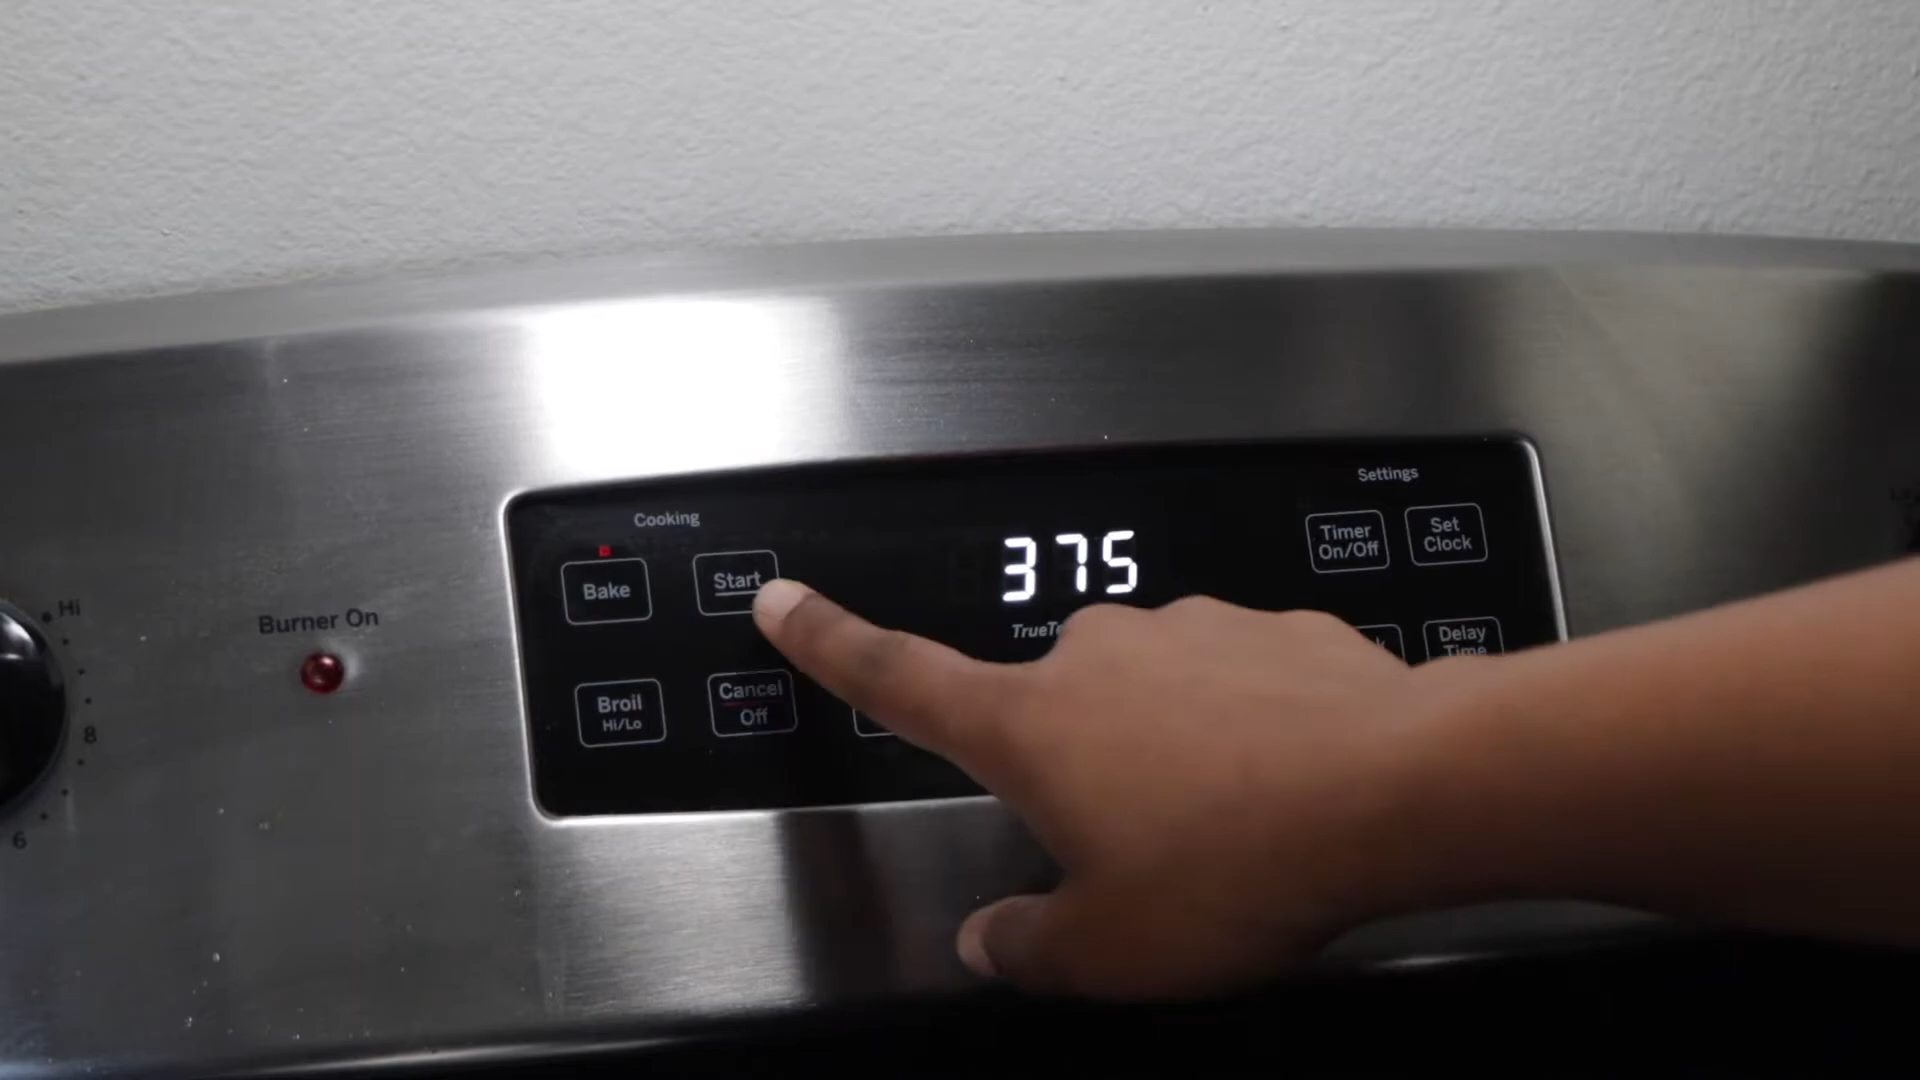 Cooking
Settings
Bake
Start
375
Timer
On/Off
Set
Clock
Burner On
Hi
8
6
Broil
Hi/Lo
Cancel
Off
Delay
Time